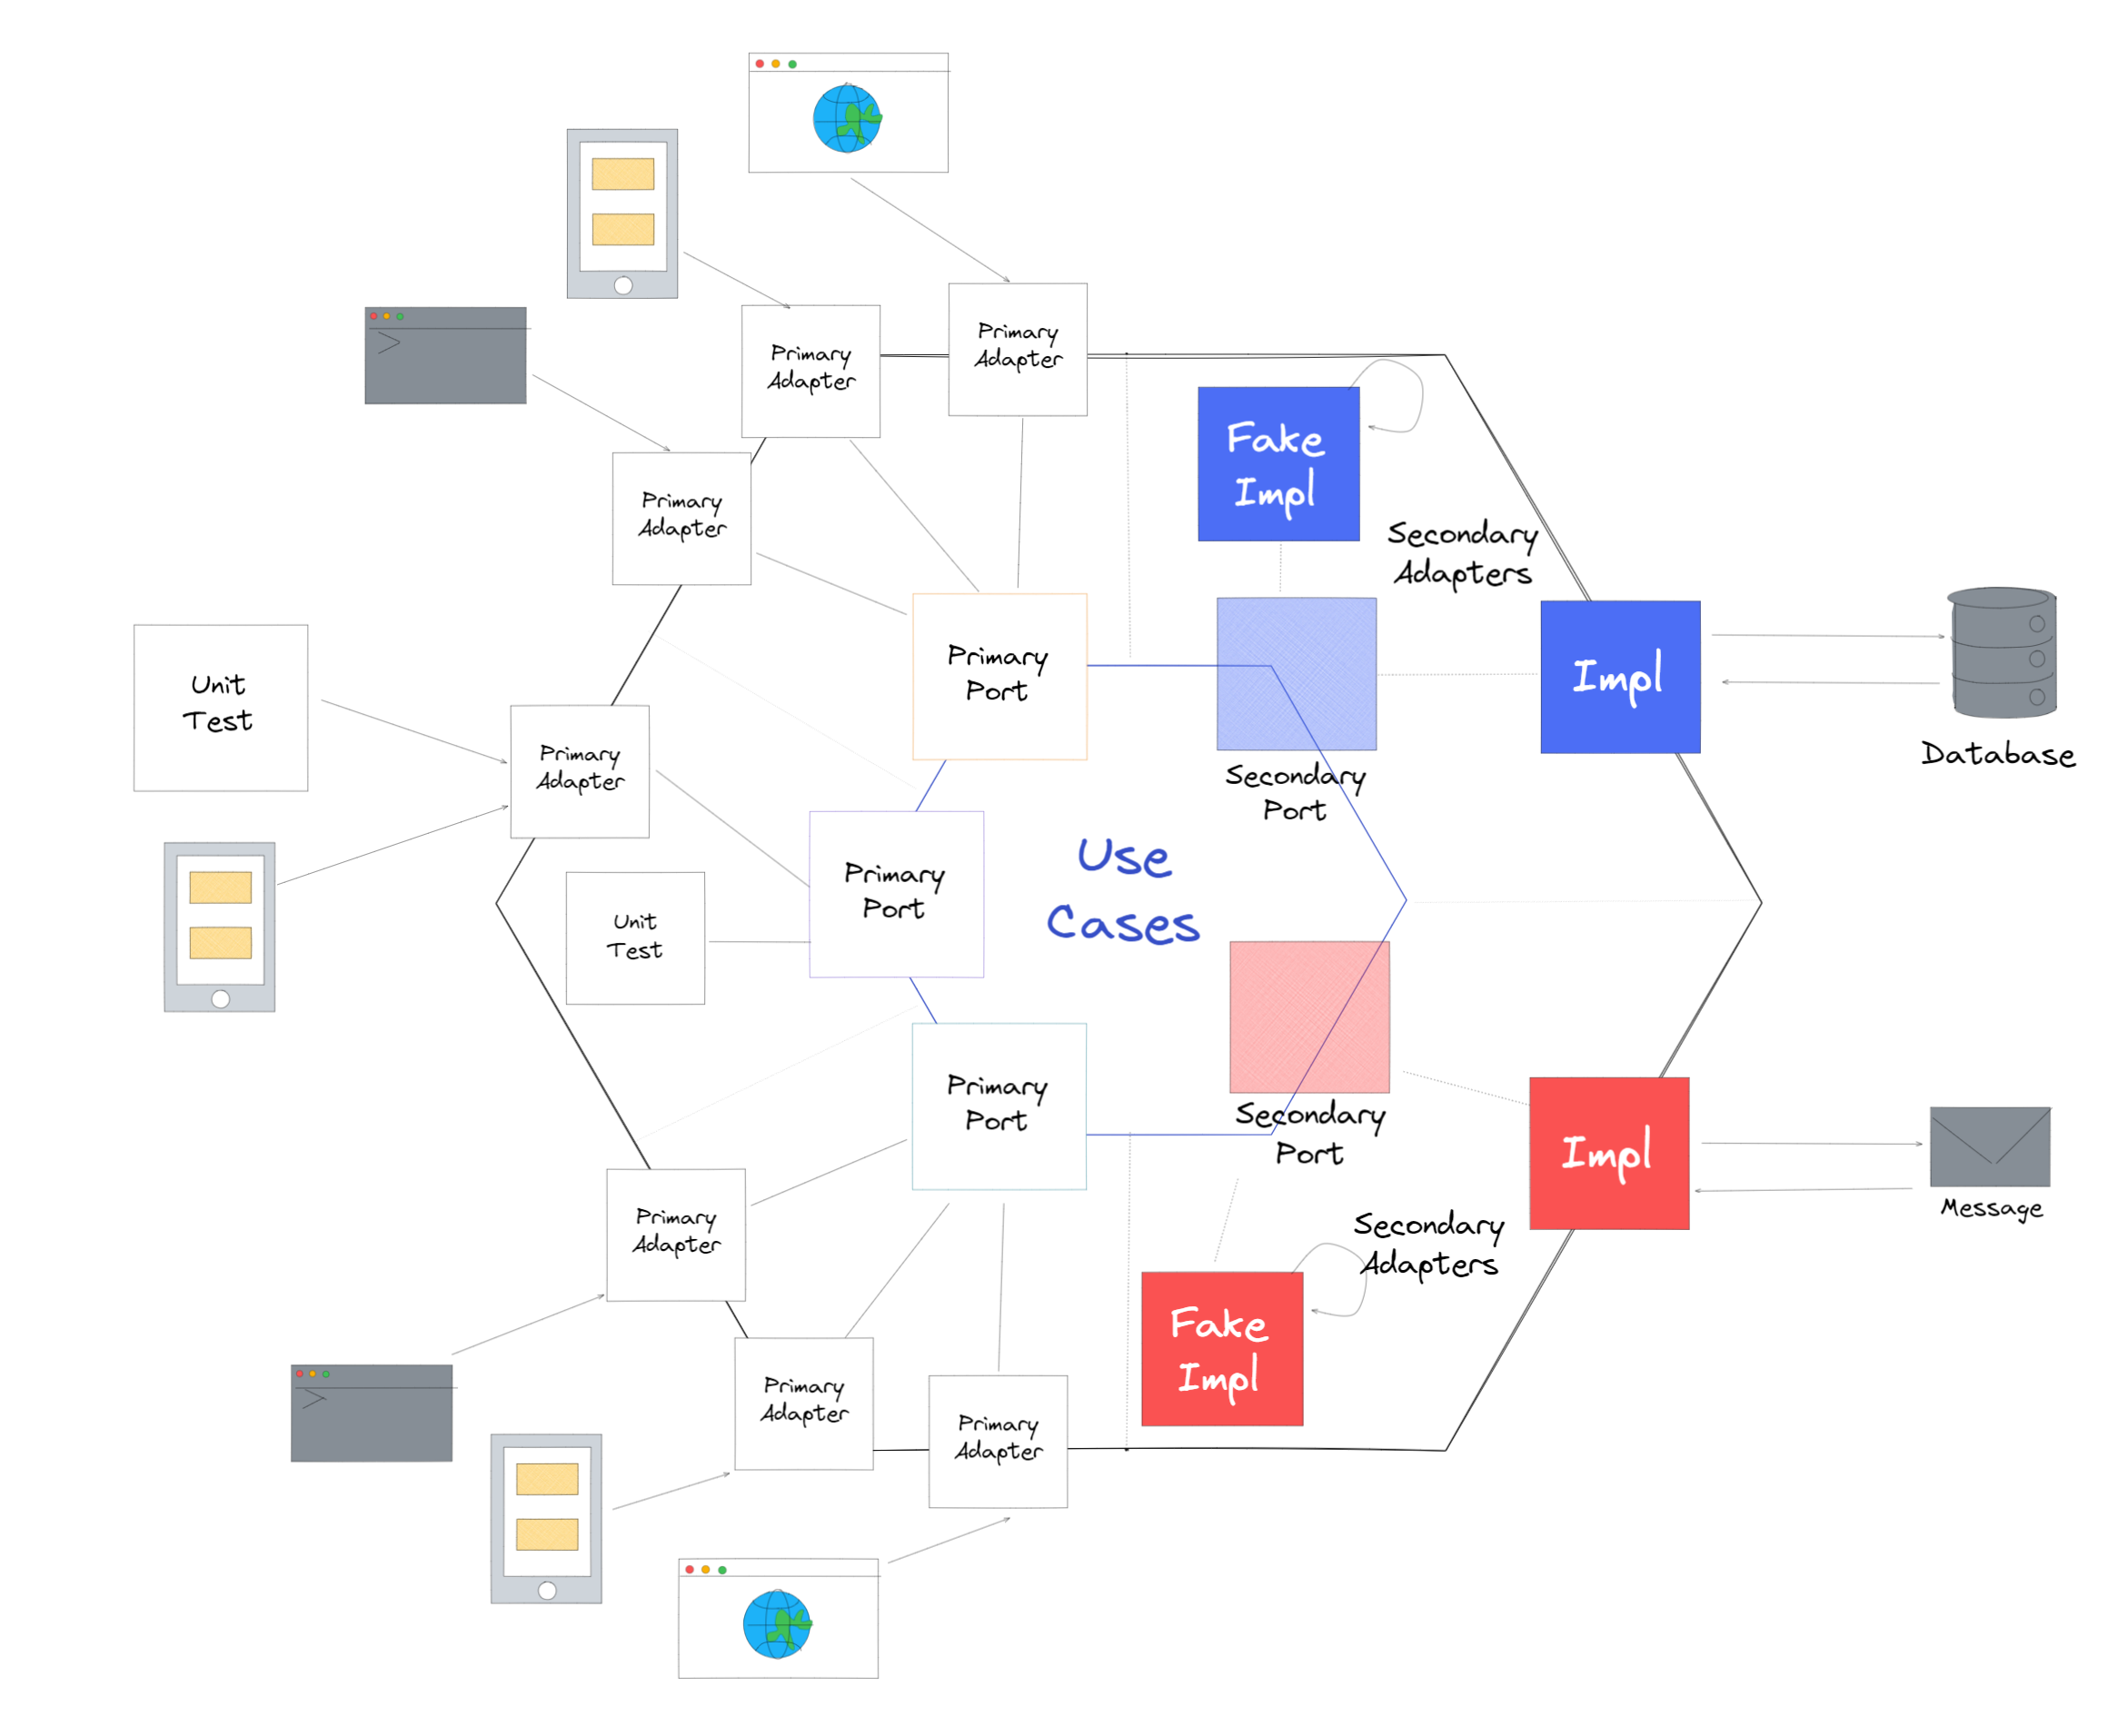 Primary
Adapter
Primary
Adapter
Fake
Impl
Primary
Adapter
Secondary
Adapters
Unit
Test
Primary
Port
Impl
Database
Primary
Adapter
Secondary
Port
Primary
Port
Use
Cases
Unit
Test
Primary
Port
Secondary
Port
Impl
Message
Primary
Adapter
Secondary
Adapters
Fake
Impl
Primary
Adapter
Primary
Adapter